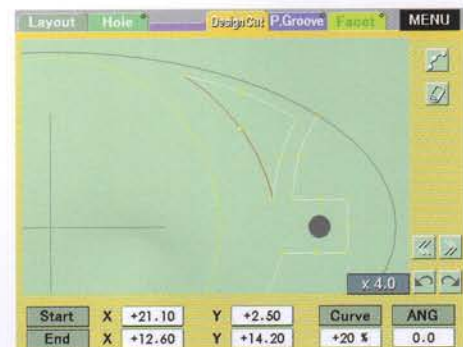 Layout Hole DesignCut P.Groove Facet MENU
x 4.0
Start X +21.10 Y +2.50 Curve ANG
End X +12.60 Y +14.20 +20 % 0.0